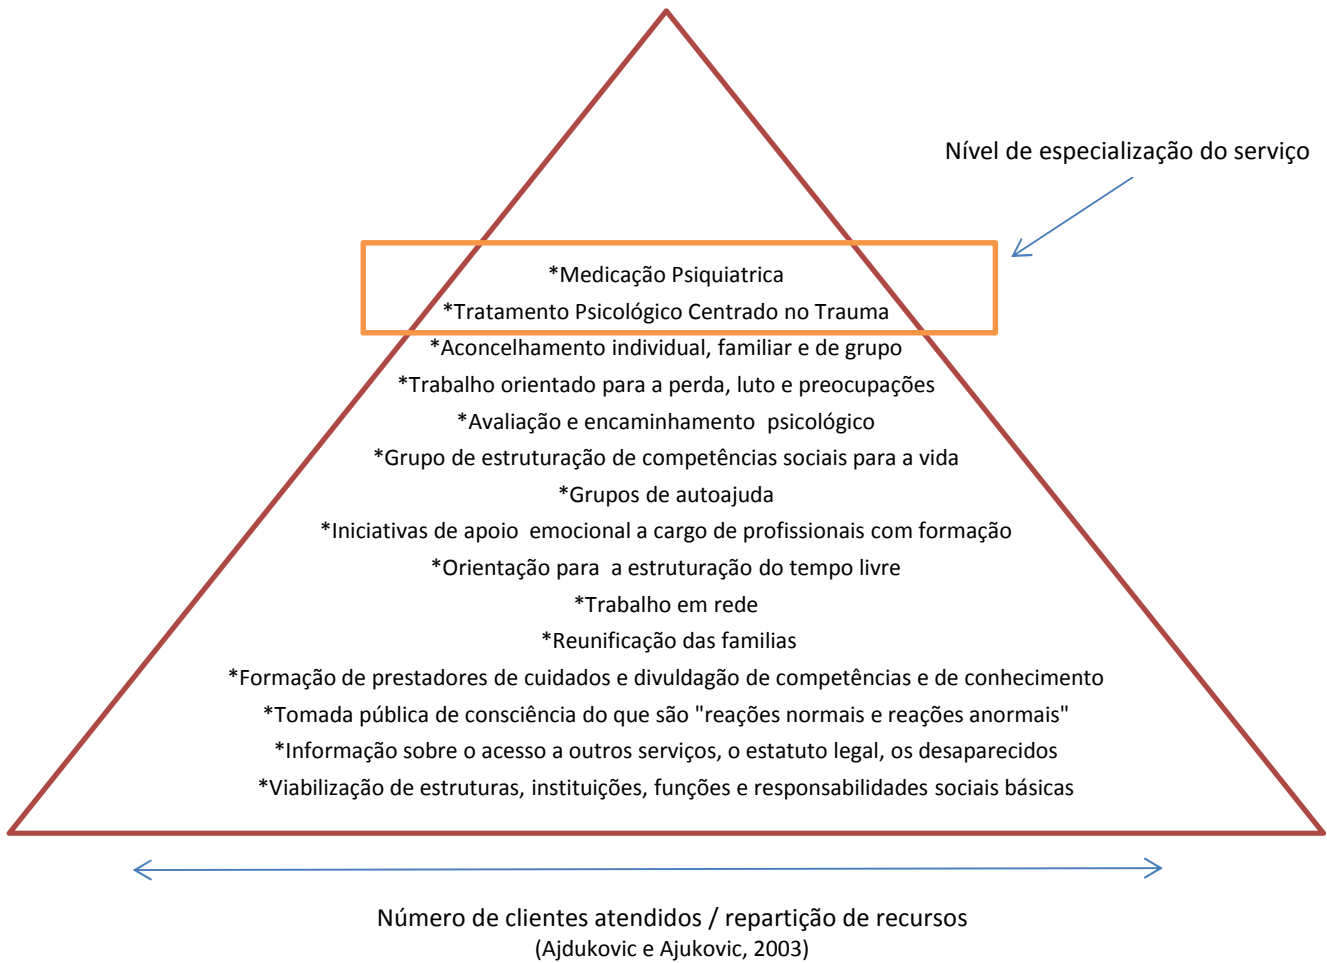 Nível de especialização do serviço
*Medicação Psiquiatrica
*Tratamento Psicológico Centrado no Trauma
*Aconcelhamento individual, familiar e de grupo
*Trabalho orientado para a perda, luto e preocupações
*Avaliação e encaminhamento psicológico
*Grupo de estruturação de competências sociais para a vida
*Grupos de autoajuda
*Iniciativas de apoio emocional a cargo de profissionais com formação
*Orientação para a estruturação do tempo livre
*Trabalho em rede
*Reunificação das familias
*Formação de prestadores de cuidados e divuldagão de competências e de conhecimento
*Tomada pública de consciência do que são "reações normais e reações anormais"
*Informação sobre o acesso a outros serviços, o estatuto legal, os desaparecidos
*Viabilização de estruturas, instituições, funções e responsabilidades sociais básicas
Número de clientes atendidos / repartição de recursos
(Ajdukovic e Ajukovic, 2003)